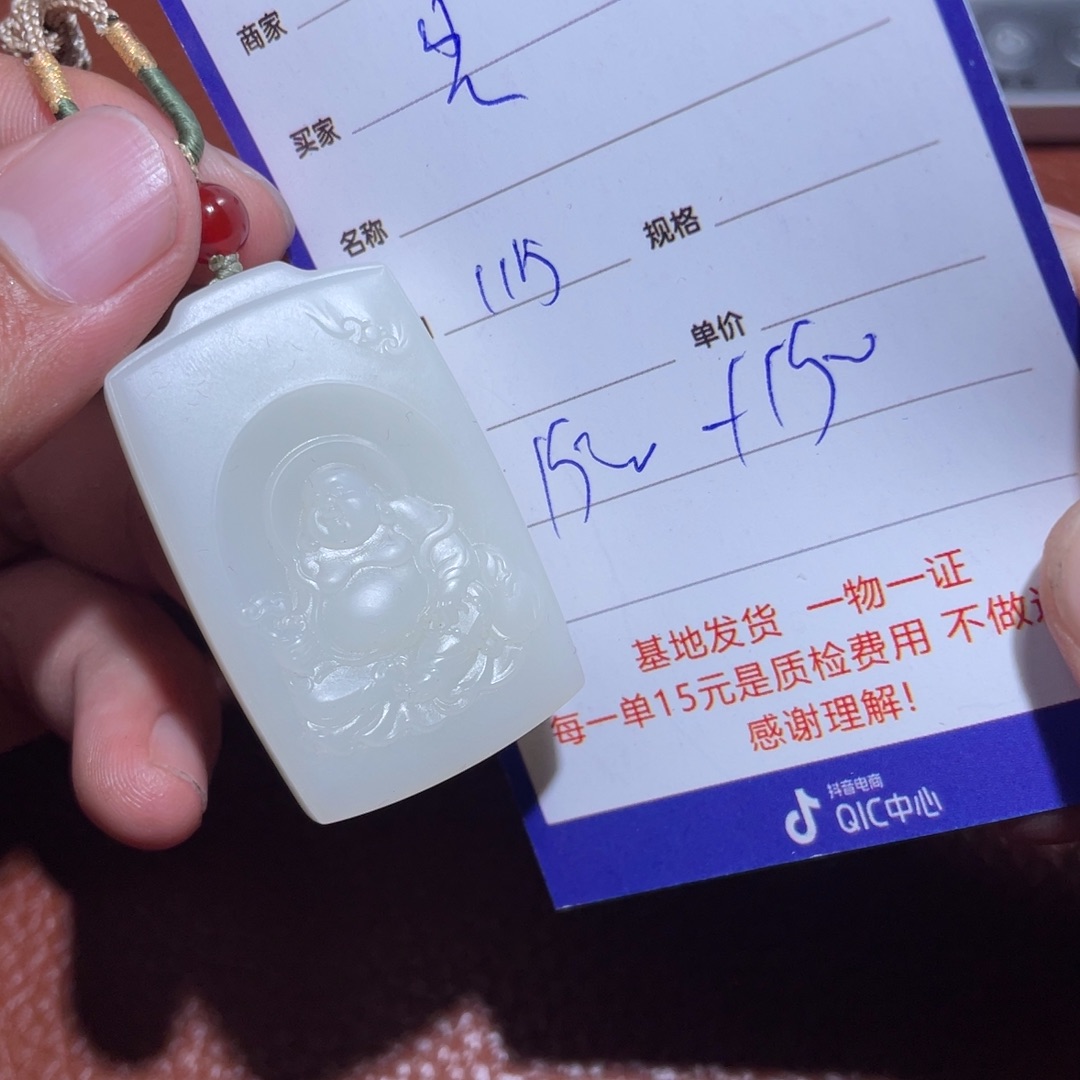 商家
买家
名称 规格
115
单价
基地发货 一物一证
每一单15元是质检费用 不做
感谢理解!
抖音电商
QIC中心